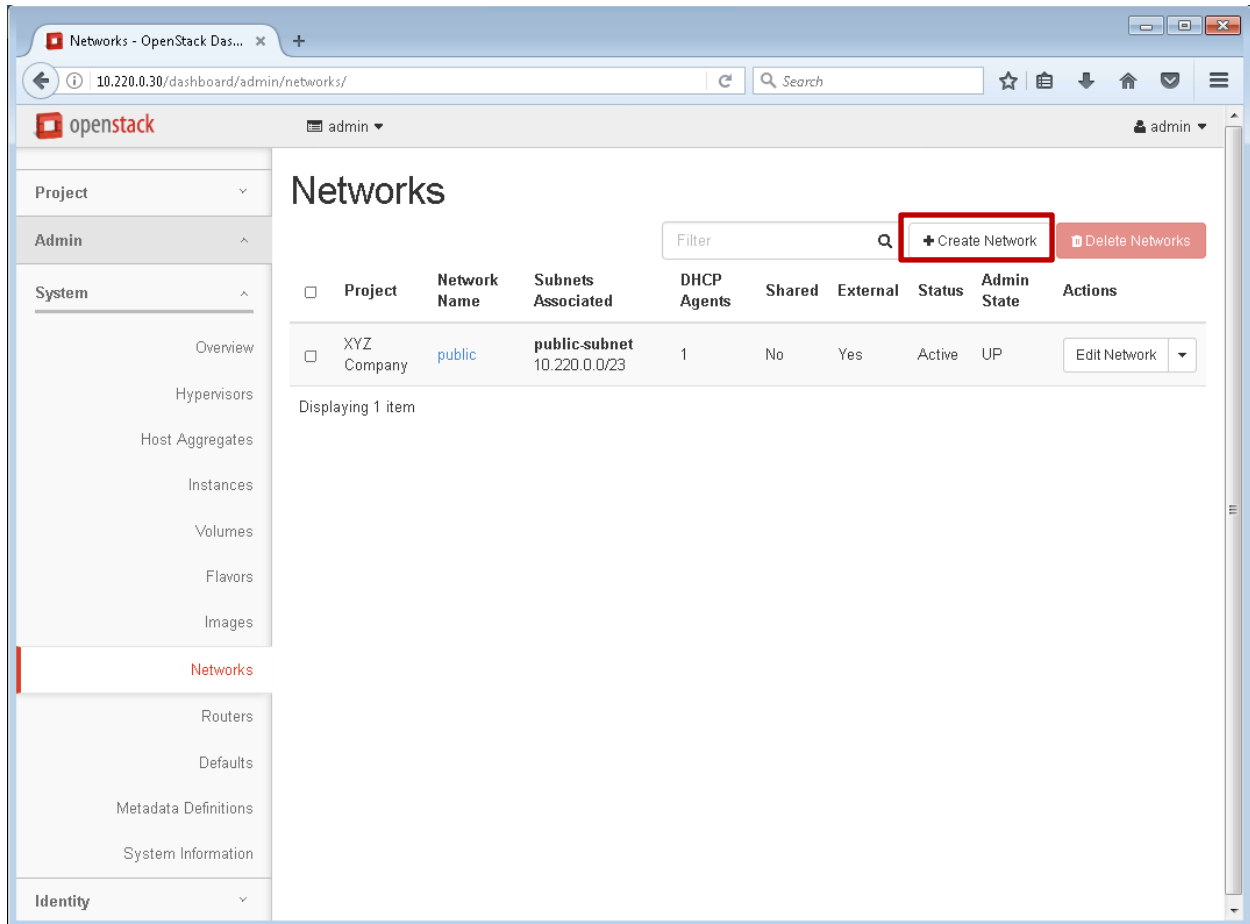 Networks - OpenStack Das...
10.220.0.30/dashboard/admin/networks/
Search
openstack
admin
admin
Project
Admin
System
Overview
Hypervisors
Host Aggregates
Instances
Volumes
Flavors
Images
Networks
Routers
Defaults
Metadata Definitions
System Information
Identity
Networks
Filter
Create Network
Delete Networks
Project Network Name Subnets Associated DHCP Agents Shared External Status Admin State Actions
XYZ Company public public-subnet 10.220.0.0/23 1 No Yes Active UP Edit Network
Displaying 1 item